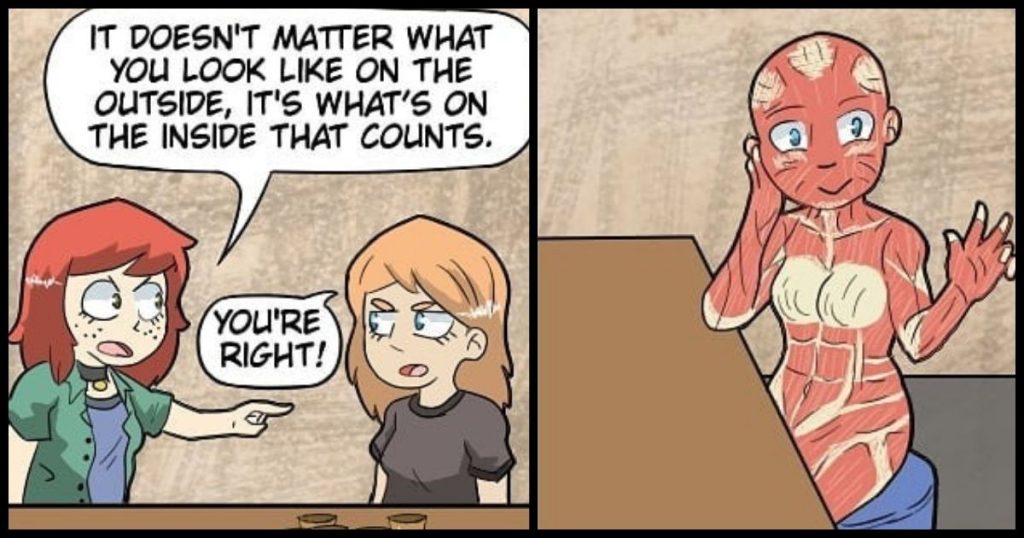 IT DOESN'T MATTER WHAT
YOU LOOK LIKE ON THE
OUTSIDE, IT'S WHAT'S ON
THE INSIDE THAT COUNTS.
YOU'RE
RIGHT!